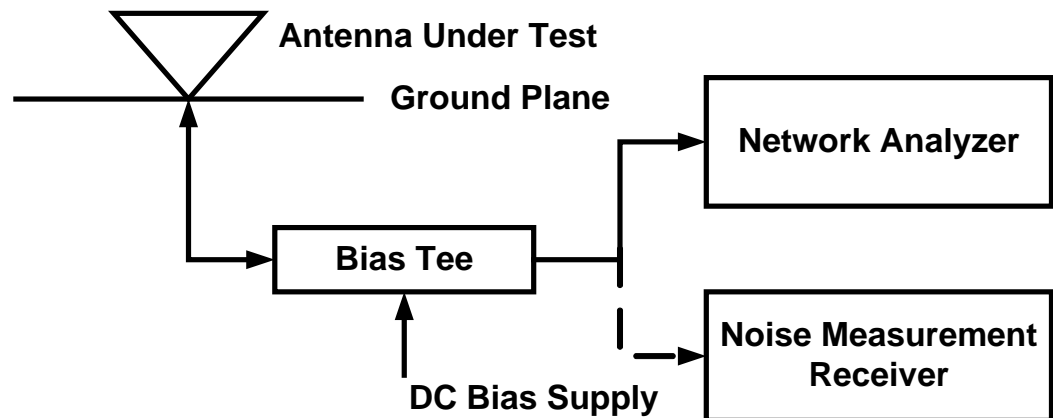 Antenna Under Test
Ground Plane
Network Analyzer
Bias Tee
Noise Measurement
Receiver
DC Bias Supply